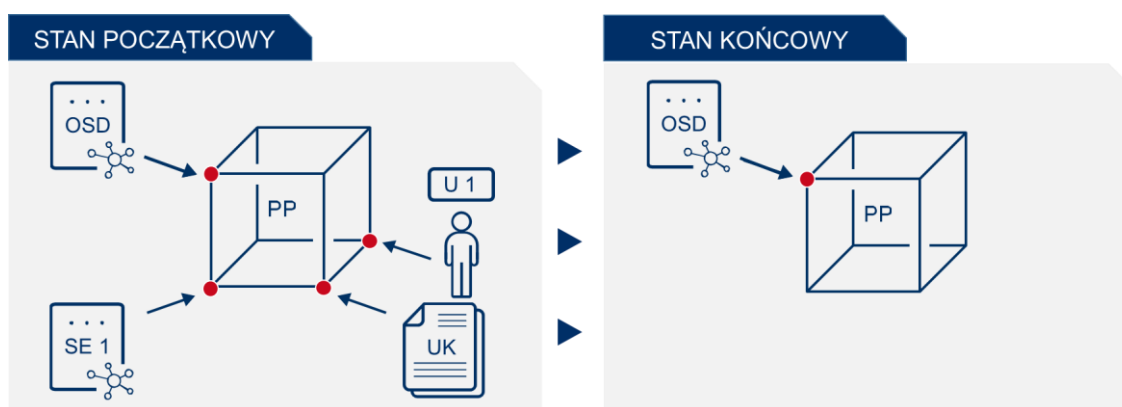 STAN POCZĄTKOWY
OSD
PP
U 1
SE 1
UK
STAN KOŃCOWY
OSD
PP